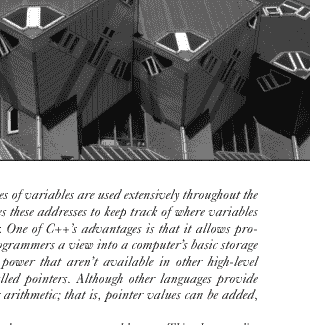 es of variables are used extensively throughout the
es these addresses to keep track of where variables
. One of C++'s advantages is that it allows pro-
ogrammers a view into a computer's basic storage
power that aren't available in other high-level
lled pointers. Although other languages provide
arithmetic; that is, pointer values can be added,